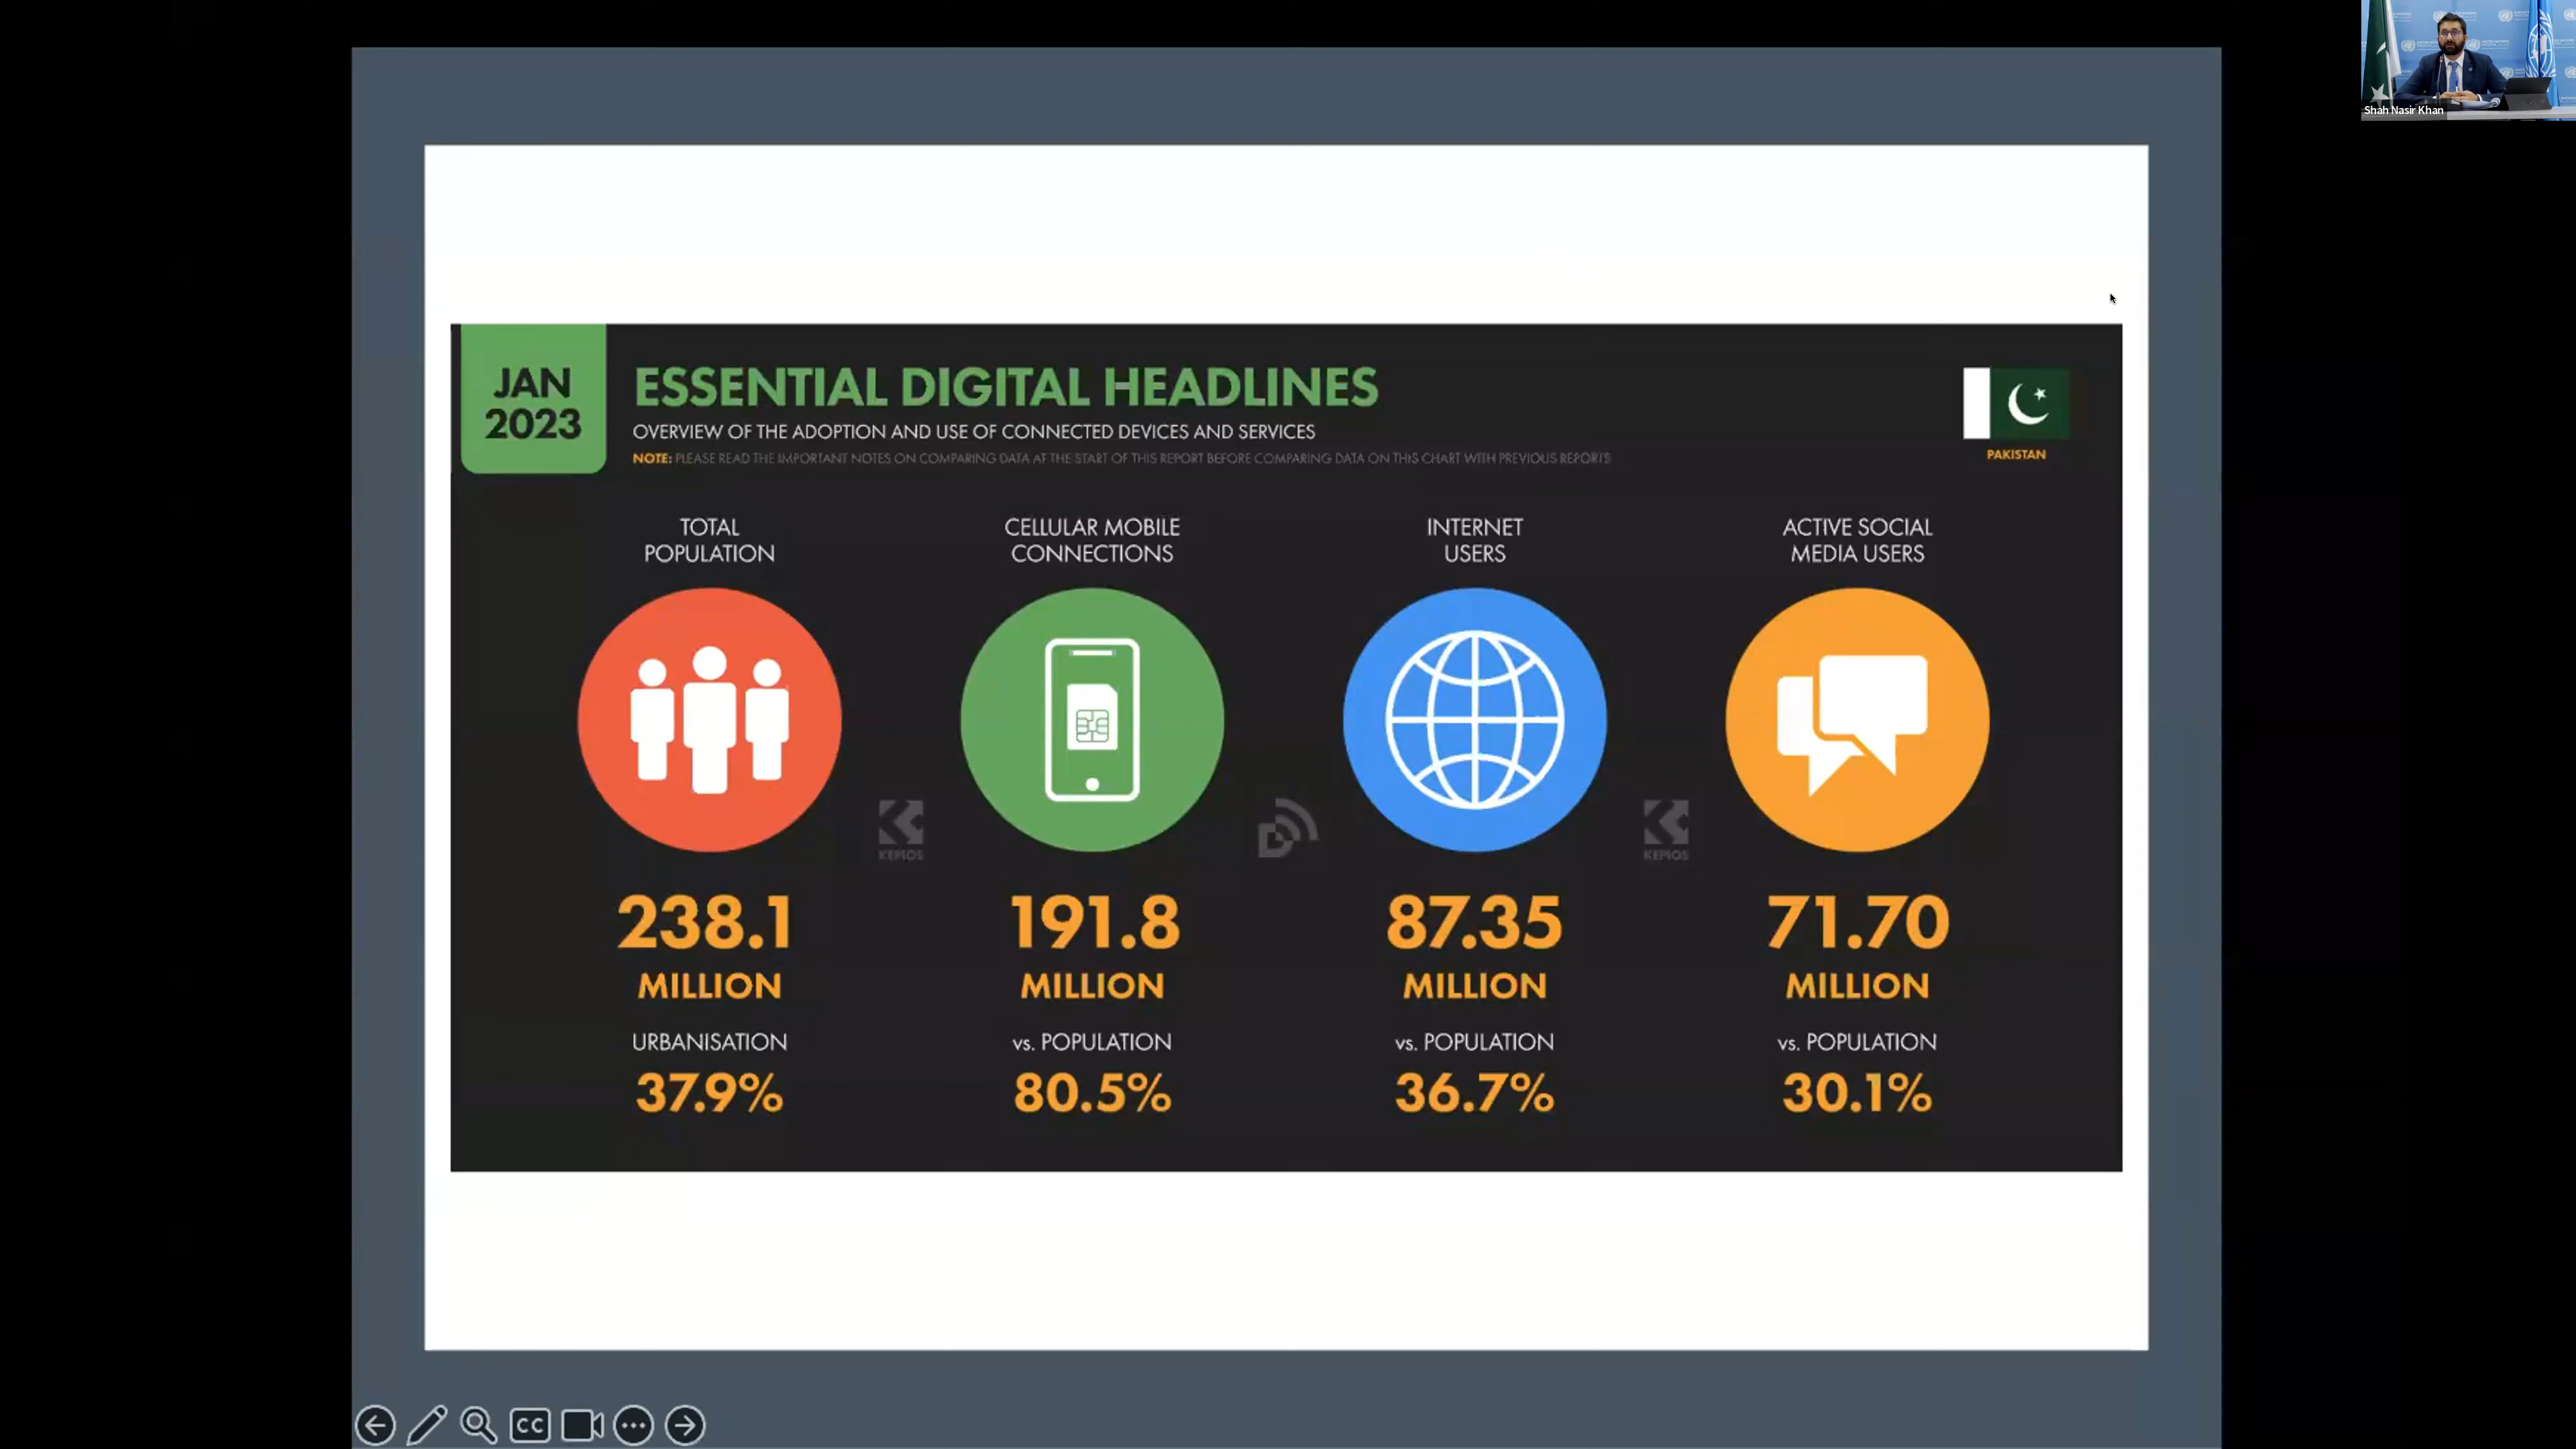 Shah Nasir Khan
JAN
2023
ESSENTIAL DIGITAL HEADLINES
OVERVIEW OF THE ADOPTION AND USE OF CONNECTED DEVICES AND SERVICES
NOTE: PLEASE READ THE IMPORTANT NOTES ON COMPARING DATA AT THE START OF THIS REPORT BEFORE COMPARING DATA ON THIS CHART WITH PREVIOUS REPORTS
PAKISTAN
TOTAL
POPULATION
238.1
MILLION
URBANISATION
37.9%
CELLULAR MOBILE
CONNECTIONS
191.8
MILLION
vs. POPULATION
80.5%
INTERNET
USERS
87.35
MILLION
vs. POPULATION
36.7%
ACTIVE SOCIAL
MEDIA USERS
71.70
MILLION
vs. POPULATION
30.1%
KEPIOS
KEPIOS
CC